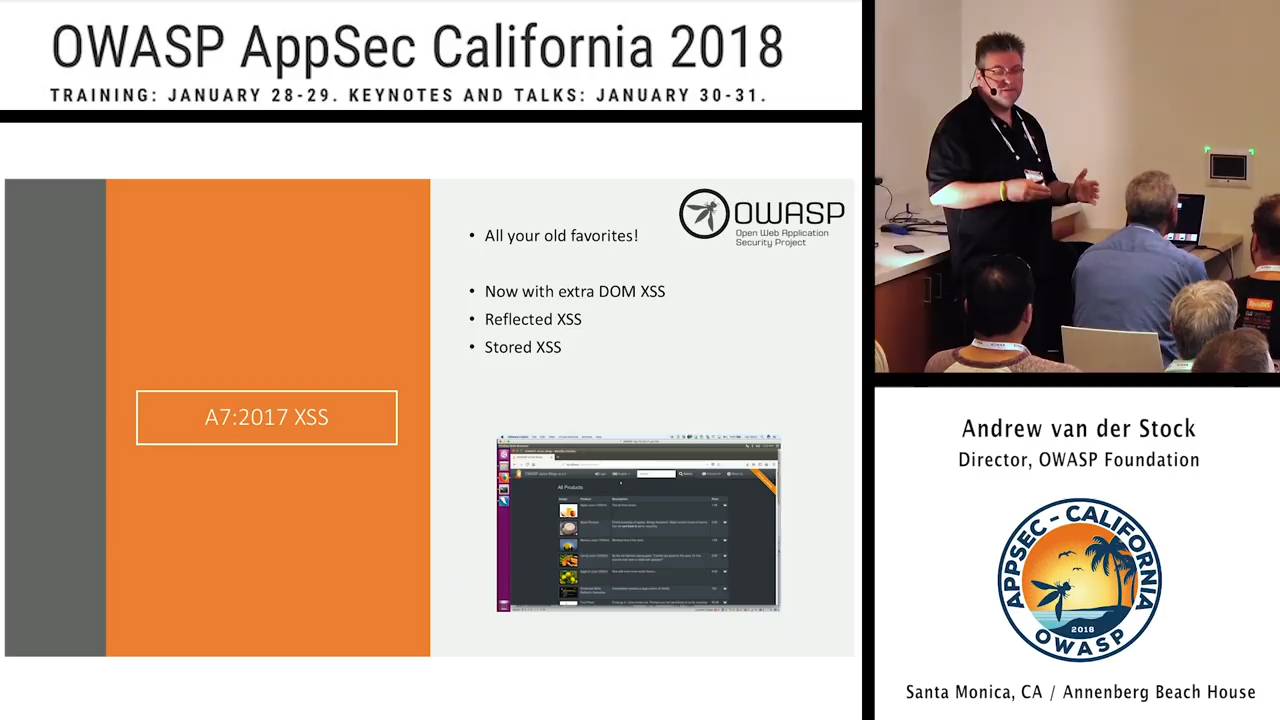 OWASP AppSec California 2018
TRAINING: JANUARY 28-29. KEYNOTES AND TALKS: JANUARY 30-31.
A7:2017 XSS
OWASP
Open Web Application
Security Project
• All your old favorites!
• Now with extra DOM XSS
• Reflected XSS
• Stored XSS
All Products
Andrew van der Stock
Director, OWASP Foundation
APPSEC - CALIFORNIA
2018
OWASP
Santa Monica, CA / Annenberg Beach House